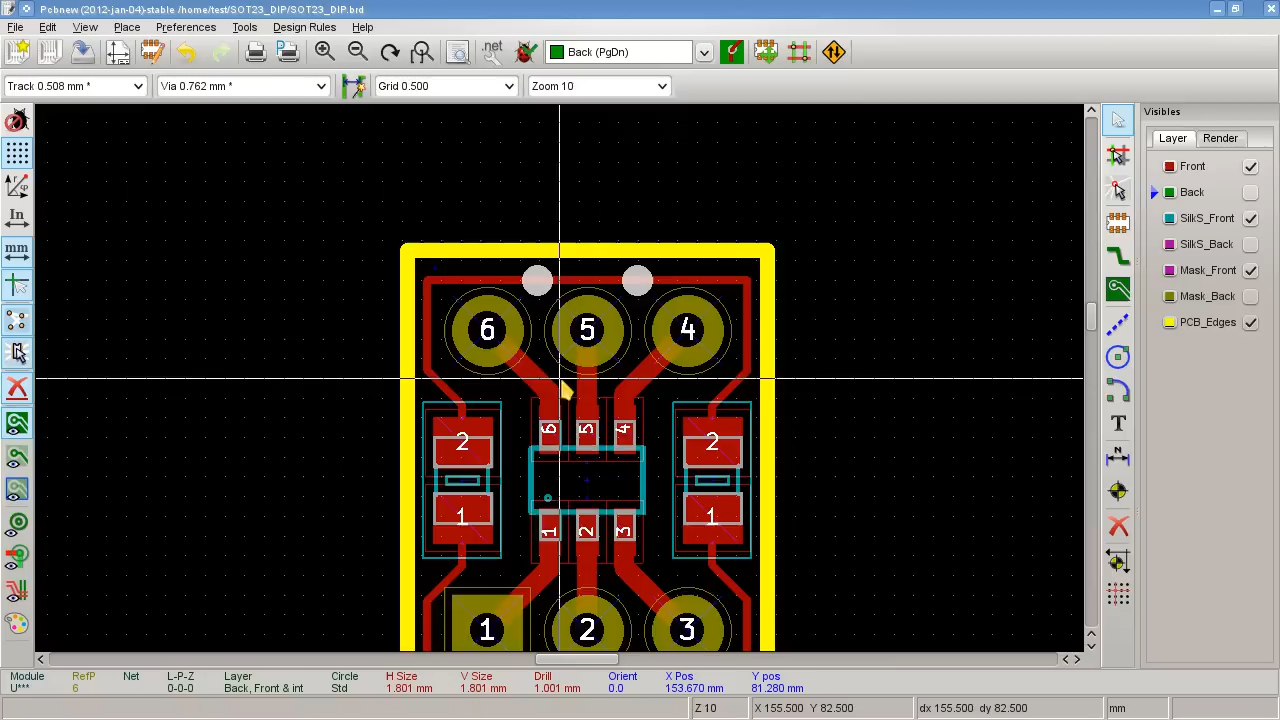 Pcbnew (2012-jan-04)-stable /home/test/SOT23_DIP/SOT23_DIP.brd
File Edit View Place Preferences Tools Design Rules Help
.net Back (PgDn)
Track 0.508 mm * Via 0.762 mm * Grid 0.500 Zoom 10
Visibles
Layer Render
Front
Back
SilkS_Front
SilkS_Back
Mask_Front
Mask_Back
PCB_Edges
In
mm
T
N
6 5 4
6 5 4
2 2
1 1
1 2 3
1 2 3
Module RefP Net L-P-Z Layer Circle H Size V Size Drill Orient X Pos Y pos
U*** 6 0-0-0 Back, Front & int Std 1.801 mm 1.801 mm 1.001 mm 0.0 153.670 mm 81.280 mm
Z 10 X 155.500 Y 82.500 dx 155.500 dy 82.500 mm